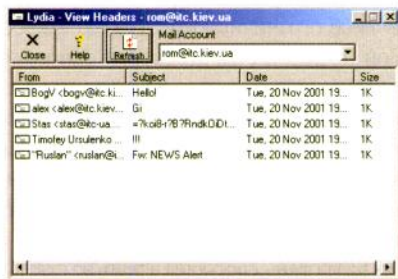 Lydia - View Headers - rom@itc.kiev.ua
Close Help Refresh Mail Account
rom@itc.kiev.ua
From Subject Date Size
BogV <bogv@itc.ki... Hello! Tue, 20 Nov 2001 19... 1K
alex <alex@itc.kiev... Gi Tue, 20 Nov 2001 19... 1K
Stas <stas@itc-ua.... Tue, 20 Nov 2001 19... 1K
Timofey Ursulenko ... !!! Tue, 20 Nov 2001 19... 1K
"Ruslan" <ruslan@i... Fw: NEWS Alert Tue, 20 Nov 2001 19... 1K